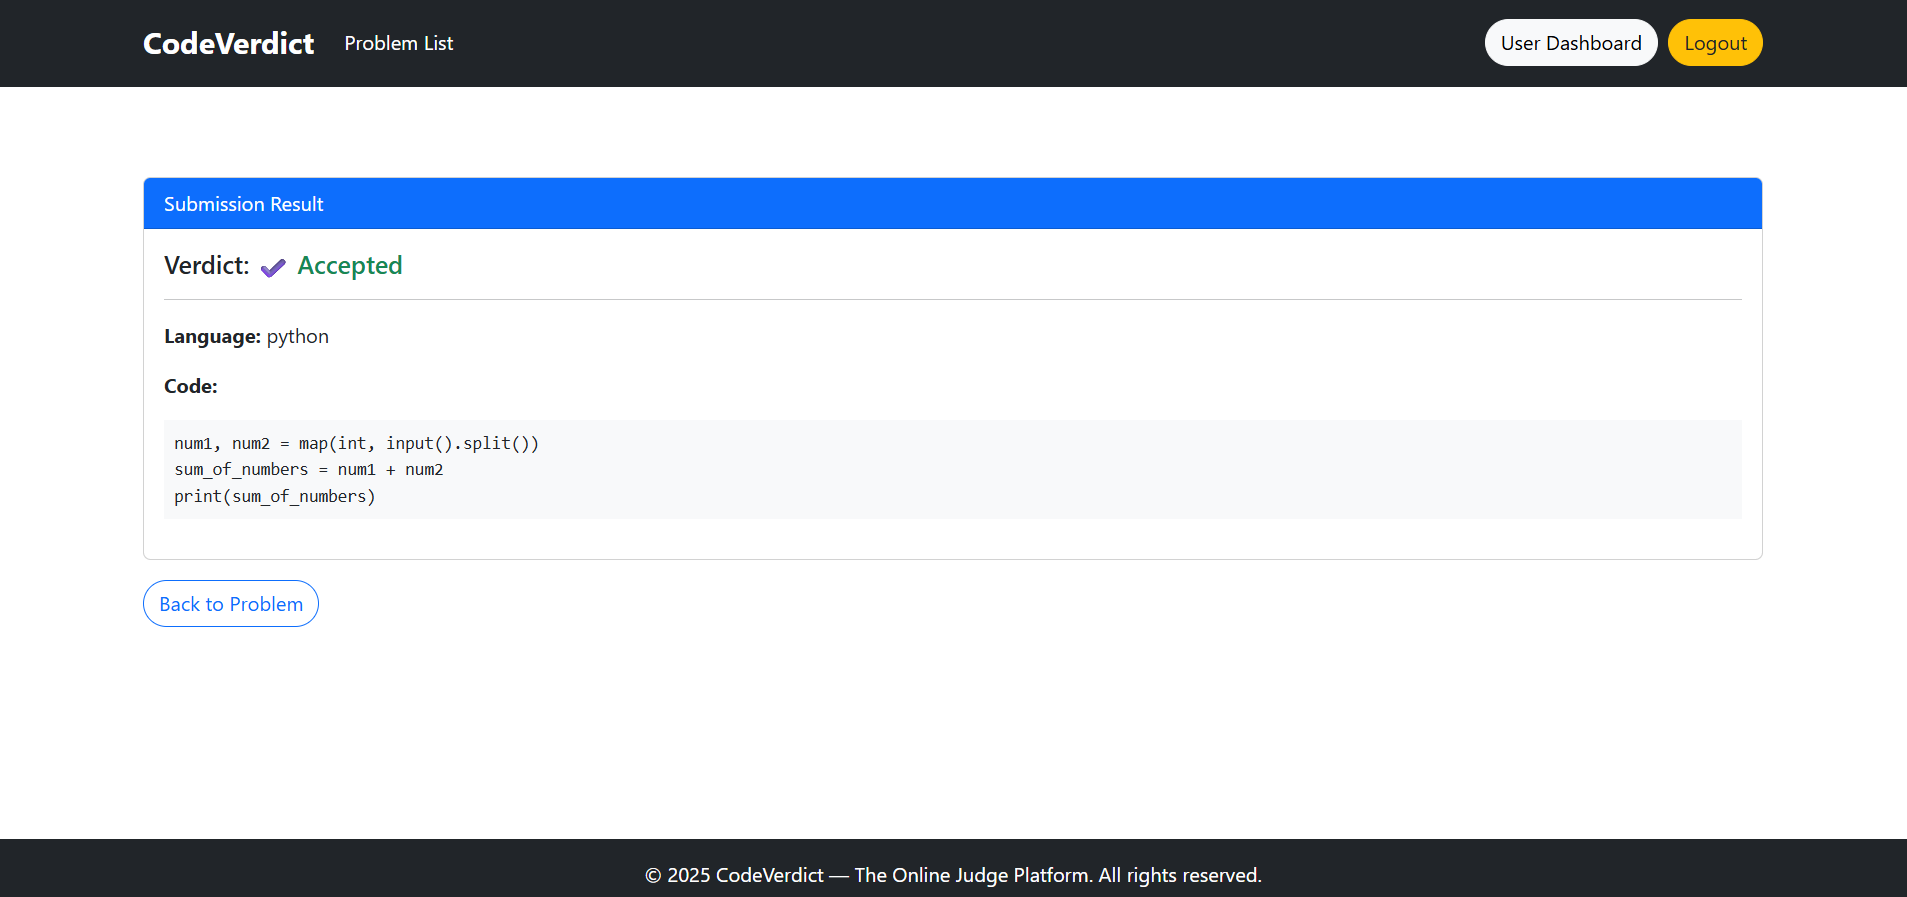 CodeVerdict Problem List User Dashboard Logout
Submission Result
Verdict: ✔ Accepted
Language: python
Code:
num1, num2 = map(int, input().split())
sum_of_numbers = num1 + num2
print(sum_of_numbers)
Back to Problem
© 2025 CodeVerdict — The Online Judge Platform. All rights reserved.